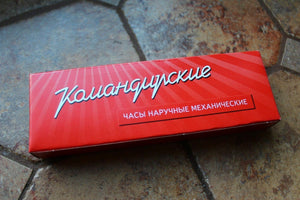 Командирские
ЧАСЫ НАРУЧНЫЕ МЕХАНИЧЕСКИЕ